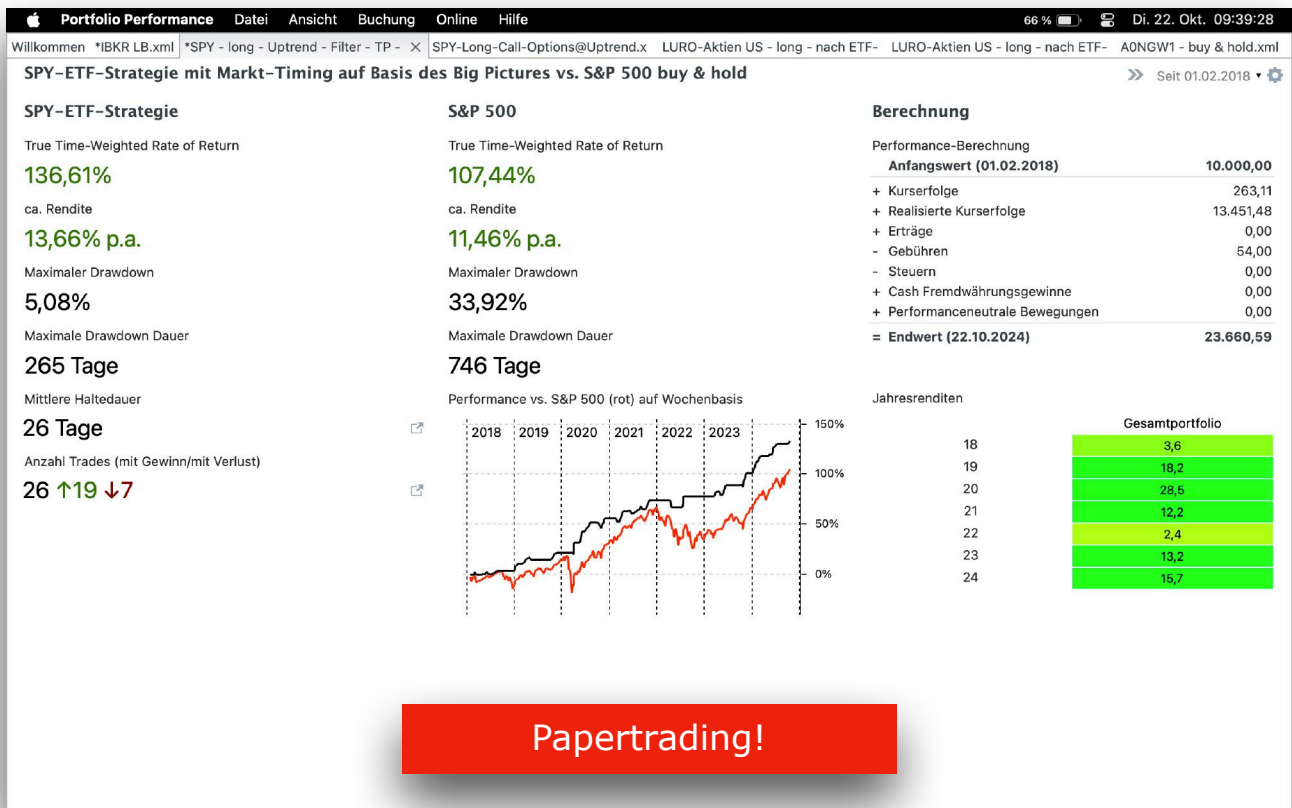 Portfolio Performance Datei Ansicht Buchung Online Hilfe 66 % Di. 22. Okt. 09:39:28
Willkommen *IBKR LB.xml *SPY - long - Uptrend - Filter - TP - SPY-Long-Call-Options@Uptrend.x LURO-Aktien US - long - nach ETF- LURO-Aktien US - long - nach ETF- A0NGW1 - buy & hold.xml
SPY-ETF-Strategie mit Markt-Timing auf Basis des Big Pictures vs. S&P 500 buy & hold Seit 01.02.2018
SPY-ETF-Strategie
True Time-Weighted Rate of Return
136,61%
ca. Rendite
13,66% p.a.
Maximaler Drawdown
5,08%
Maximale Drawdown Dauer
265 Tage
Mittlere Haltedauer
26 Tage
Anzahl Trades (mit Gewinn/mit Verlust)
26 ↑19 ↓7
S&P 500
True Time-Weighted Rate of Return
107,44%
ca. Rendite
11,46% p.a.
Maximaler Drawdown
33,92%
Maximale Drawdown Dauer
746 Tage
Performance vs. S&P 500 (rot) auf Wochenbasis
2018 2019 2020 2021 2022 2023
150%
100%
50%
0%
Berechnung
Performance-Berechnung
Anfangswert (01.02.2018) 10.000,00
+ Kurserfolge 263,11
+ Realisierte Kurserfolge 13.451,48
+ Erträge 0,00
- Gebühren 54,00
- Steuern 0,00
+ Cash Fremdwährungsgewinne 0,00
+ Performanceneutrale Bewegungen 0,00
= Endwert (22.10.2024) 23.660,59
Jahresrenditen
Gesamtportfolio
18 3,6
19 18,2
20 28,5
21 12,2
22 2,4
23 13,2
24 15,7
Papertrading!